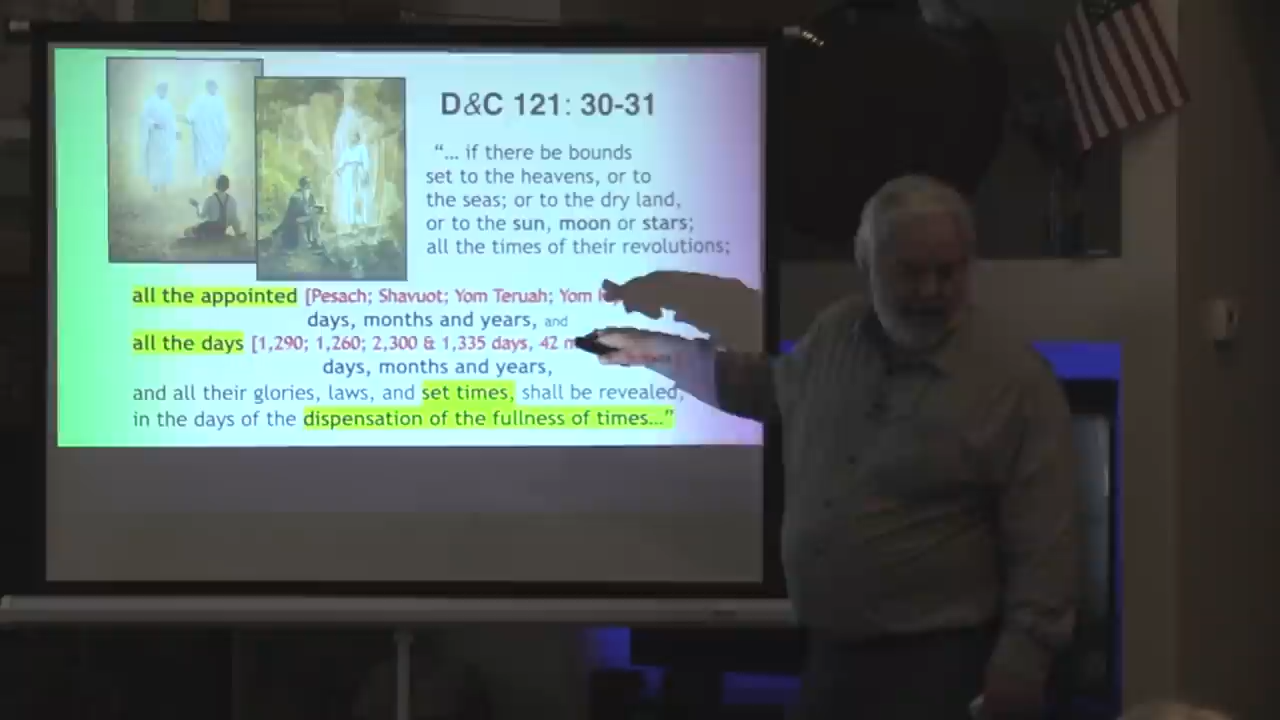 D&C 121: 30-31
“... if there be bounds
set to the heavens, or to
the seas; or to the dry land,
or to the sun, moon or stars;
all the times of their revolutions;
all the appointed [Pesach; Shavuot; Yom Teruah; Yom
days, months and years, and
all the days [1,290; 1,260; 2,300 & 1,335 days, 42
days, months and years,
and all their glories, laws, and set times, shall be revealed,
in the days of the dispensation of the fullness of times...”